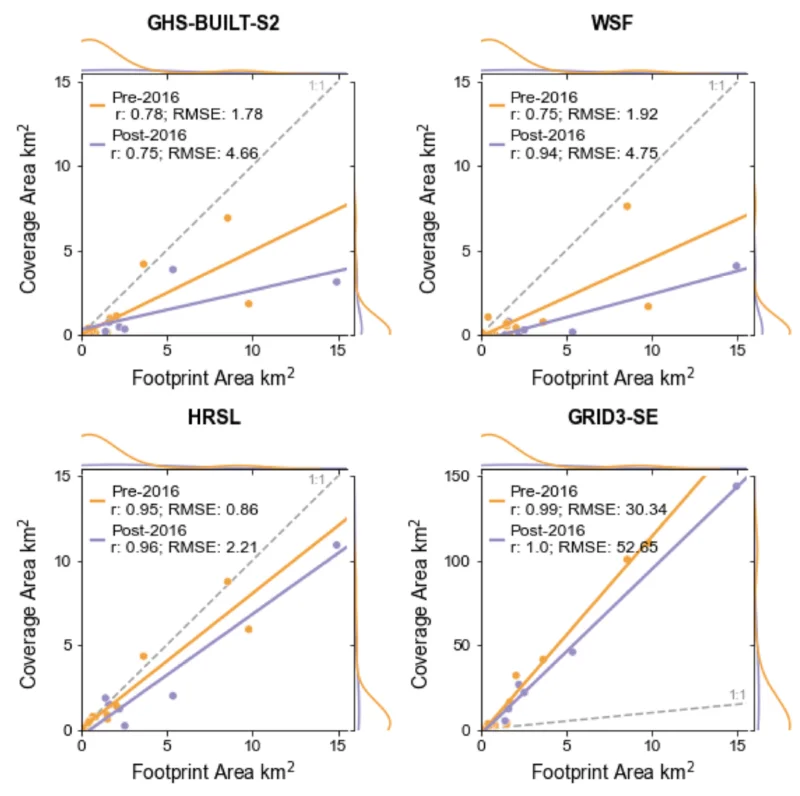 GHS-BUILT-S2
15
10
5
0
Coverage Area km²
1:1
Pre-2016
r: 0.78; RMSE: 1.78
Post-2016
r: 0.75; RMSE: 4.66
0 5 10 15
Footprint Area km²
WSF
15
10
5
0
Coverage Area km²
1:1
Pre-2016
r: 0.75; RMSE: 1.92
Post-2016
r: 0.94; RMSE: 4.75
0 5 10 15
Footprint Area km²
HRSL
15
10
5
0
Coverage Area km²
1:1
Pre-2016
r: 0.95; RMSE: 0.86
Post-2016
r: 0.96; RMSE: 2.21
0 5 10 15
Footprint Area km²
GRID3-SE
150
100
50
0
Coverage Area km²
Pre-2016
r: 0.99; RMSE: 30.34
Post-2016
r: 1.0; RMSE: 52.65
1:1
0 5 10 15
Footprint Area km²